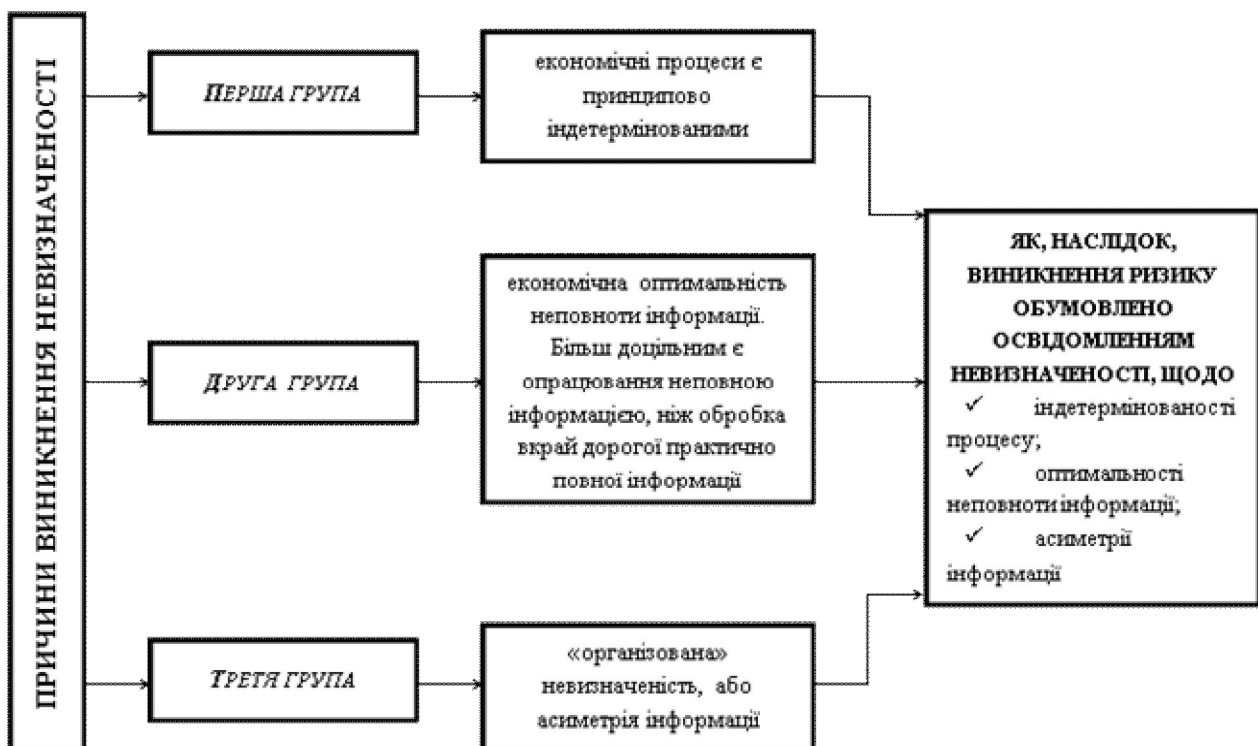 ПРИЧИНИ ВИНИКНЕННЯ НЕВИЗНАЧЕНОСТІ
ПЕРША ГРУПА
економічні процеси є
принципово
індетермінованими
ДРУГА ГРУПА
економічна оптимальність
неповноти інформації.
Більш доцільним є
опрацювання неповною
інформацією, ніж обробка
вкрай дорогої практично
повної інформації
ТРЕТЯ ГРУПА
«організована»
невизначеність, або
асиметрія інформації
ЯК, НАСЛІДОК,
ВИНИКНЕННЯ РИЗИКУ
ОБУМОВЛЕНО
ОСВІДОМЛЕННЯМ
НЕВИЗНАЧЕНОСТІ, ЩОДО
✓ індетермінованості
процесу;
✓ оптимальності
неповноти інформації;
✓ асиметрії
інформації